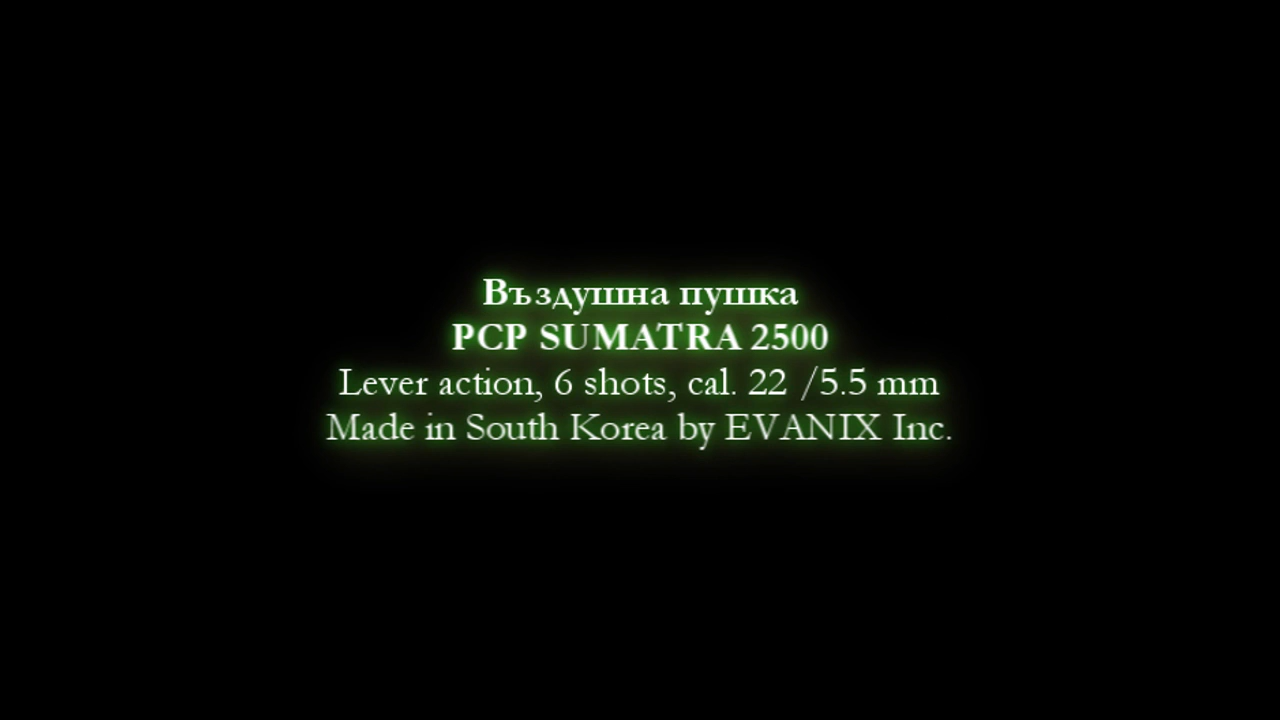 Въздушна пушка
PCP SUMATRA 2500
Lever action, 6 shots, cal. 22 /5.5 mm
Made in South Korea by EVANIX Inc.